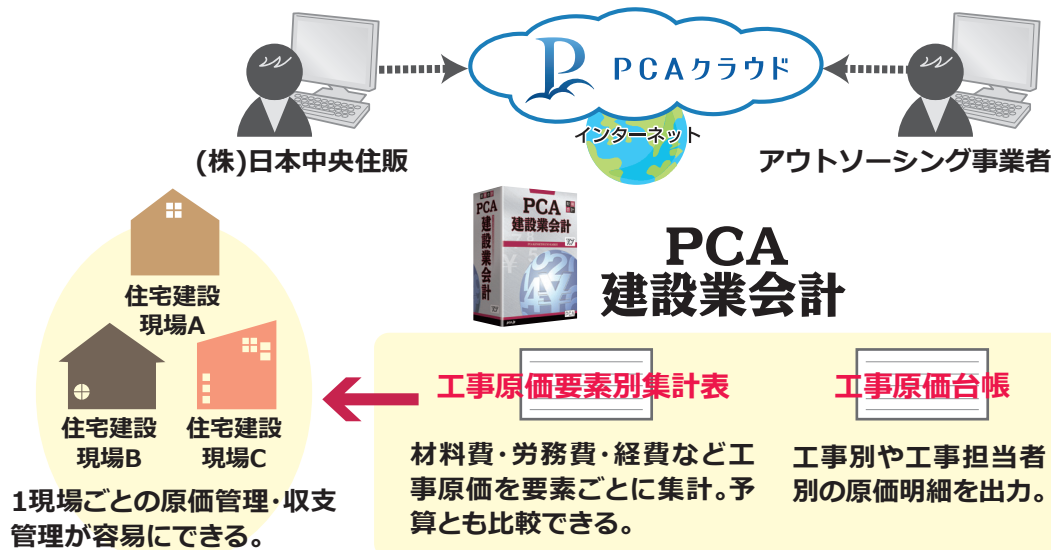 PCAクラウド
インターネット
(株)日本中央住販
アウトソーシング事業者
PCA
建設業会計
PCA
建設業会計
PCA
建設業会計
住宅建設
現場A
住宅建設
現場B
住宅建設
現場C
1現場ごとの原価管理・収支
管理が容易にできる。
工事原価要素別集計表
材料費・労務費・経費など工
事原価を要素ごとに集計。予
算とも比較できる。
工事原価台帳
工事別や工事担当者
別の原価明細を出力。